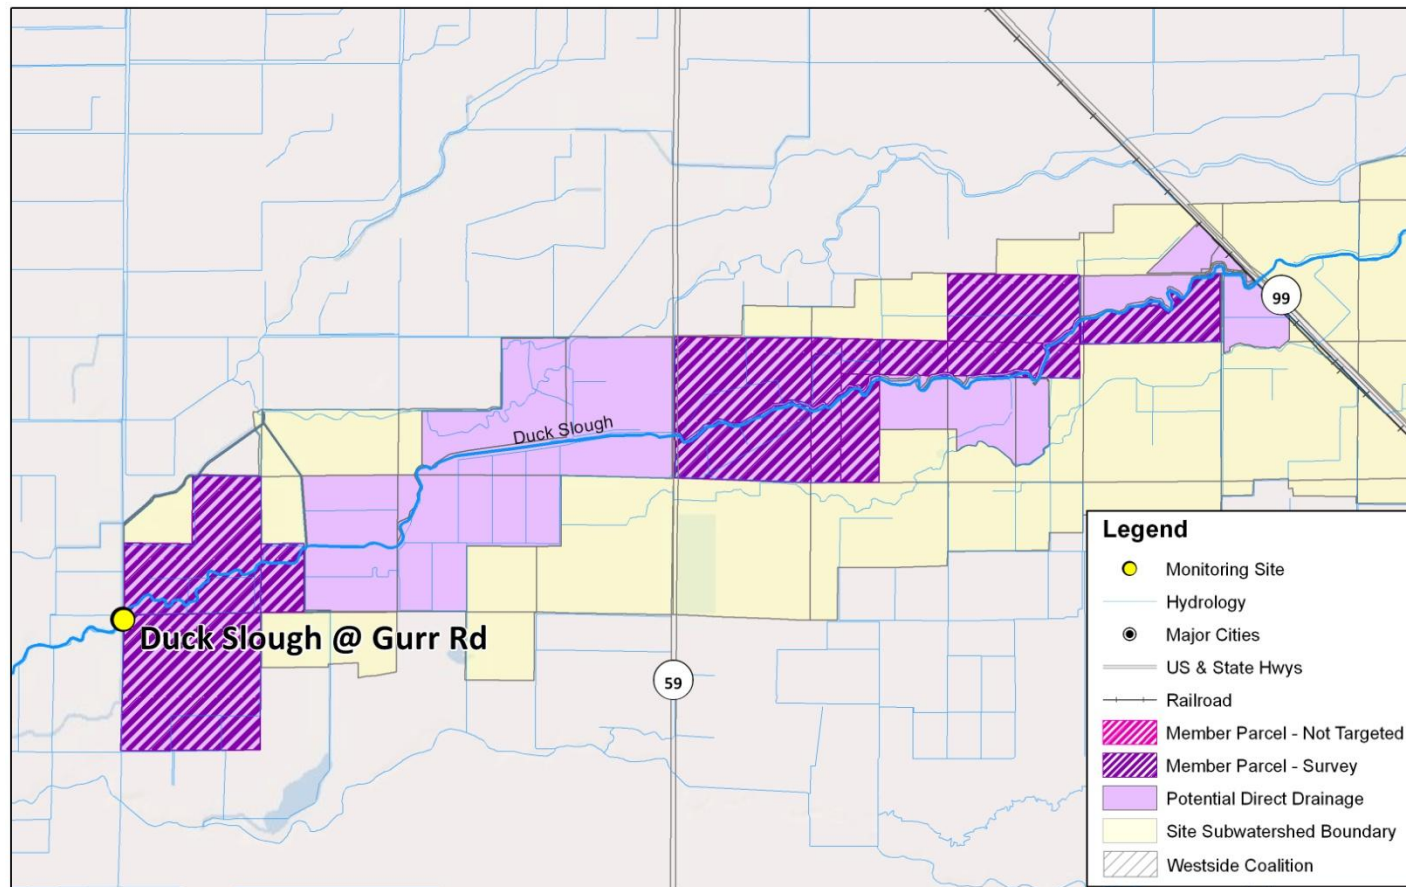 99
Duck Slough
Duck Slough @ Gurr Rd
59
Legend
Monitoring Site
Hydrology
Major Cities
US & State Hwys
Railroad
Member Parcel - Not Targeted
Member Parcel - Survey
Potential Direct Drainage
Site Subwatershed Boundary
Westside Coalition